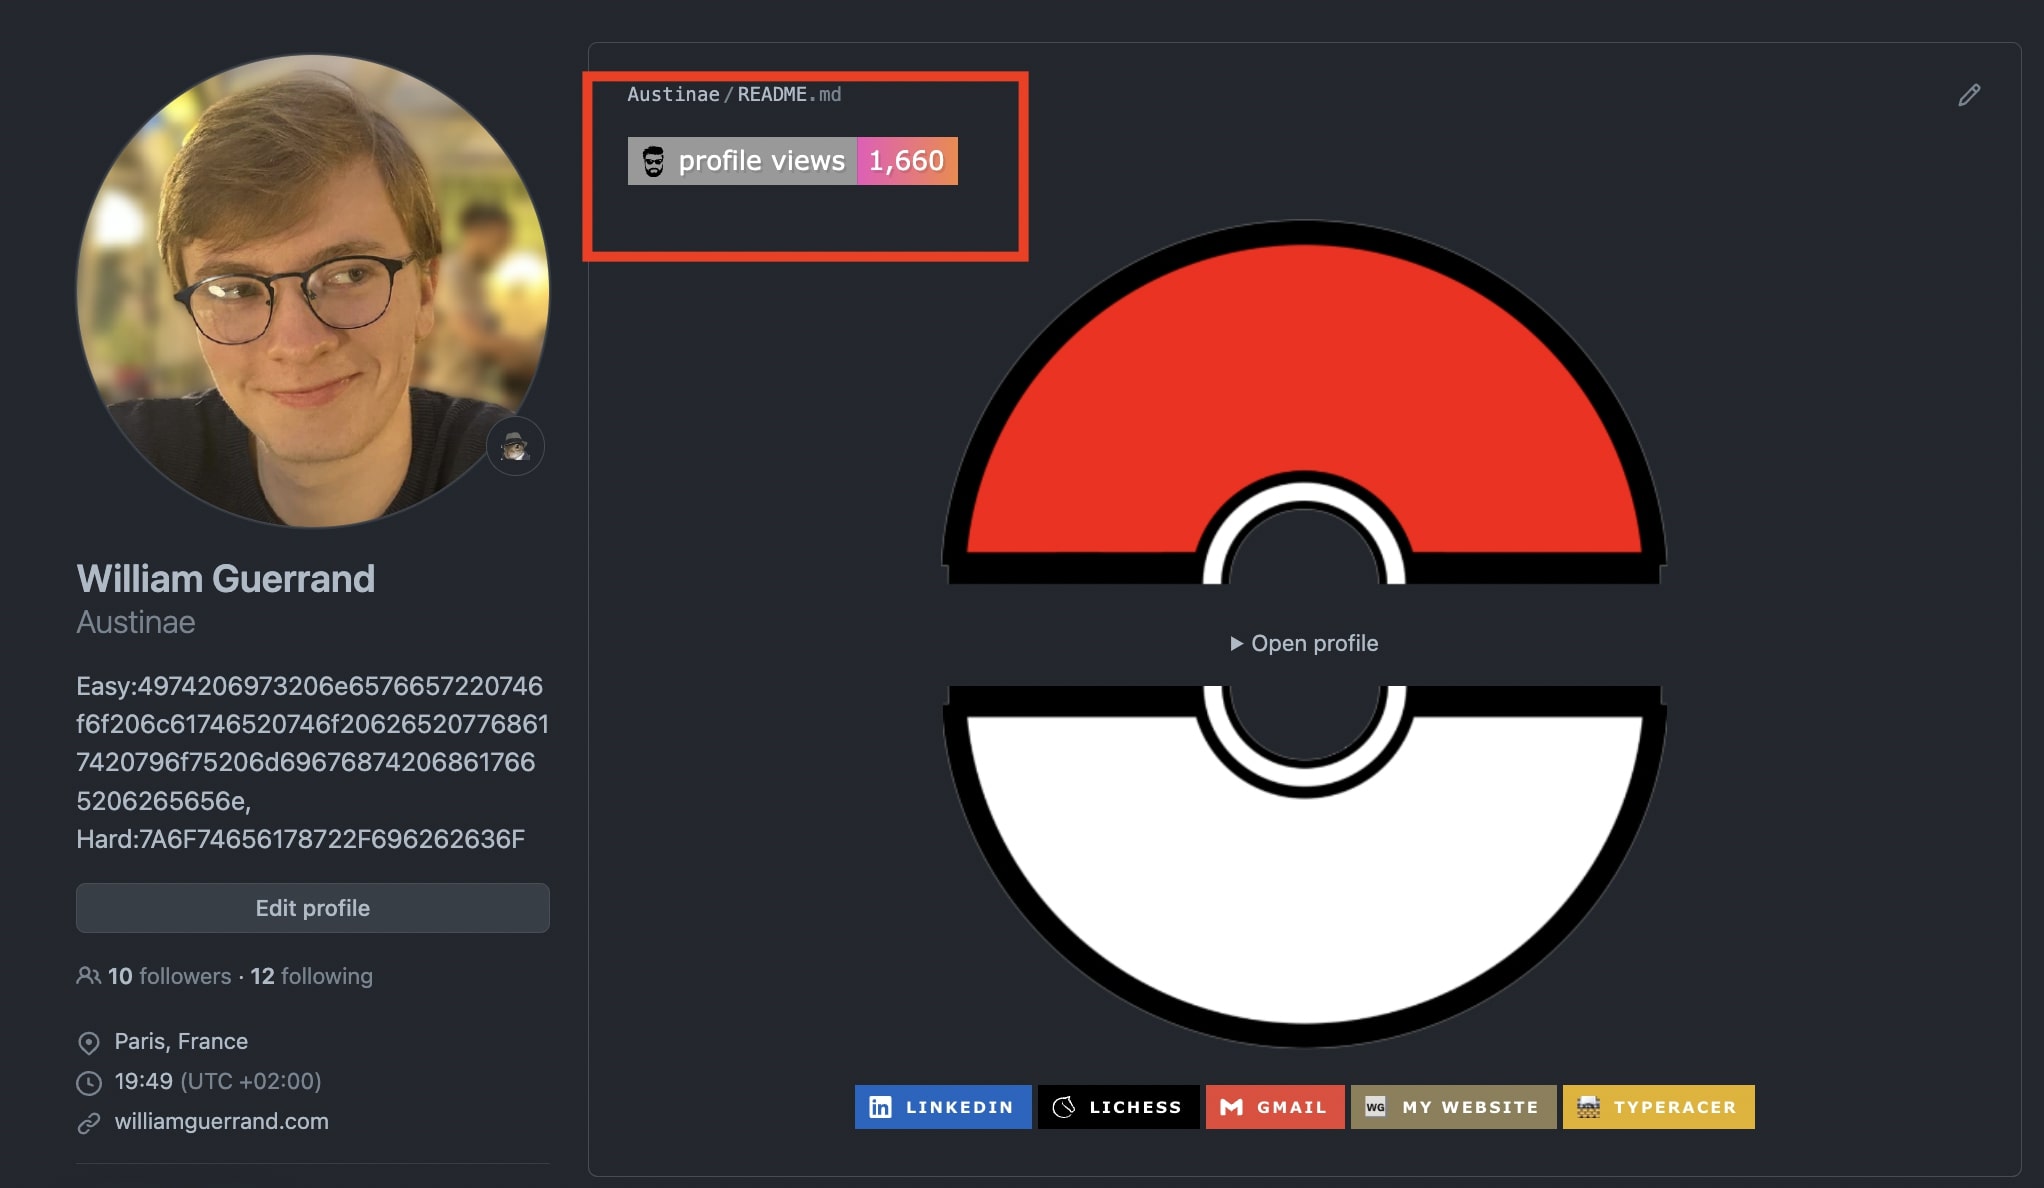 Austinae/README.md
profile views 1,660
William Guerrand
Austinae
Easy:4974206973206e6576657220746
f6f206c61746520746f20626520776861
7420796f75206d69676874206861766
5206265656e,
Hard:7A6F74656178722F696262636F
Edit profile
10 followers · 12 following
Paris, France
19:49 (UTC +02:00)
williamguerrand.com
Open profile
LINKEDIN
LICHESS
GMAIL
WG MY WEBSITE
TYPERACER